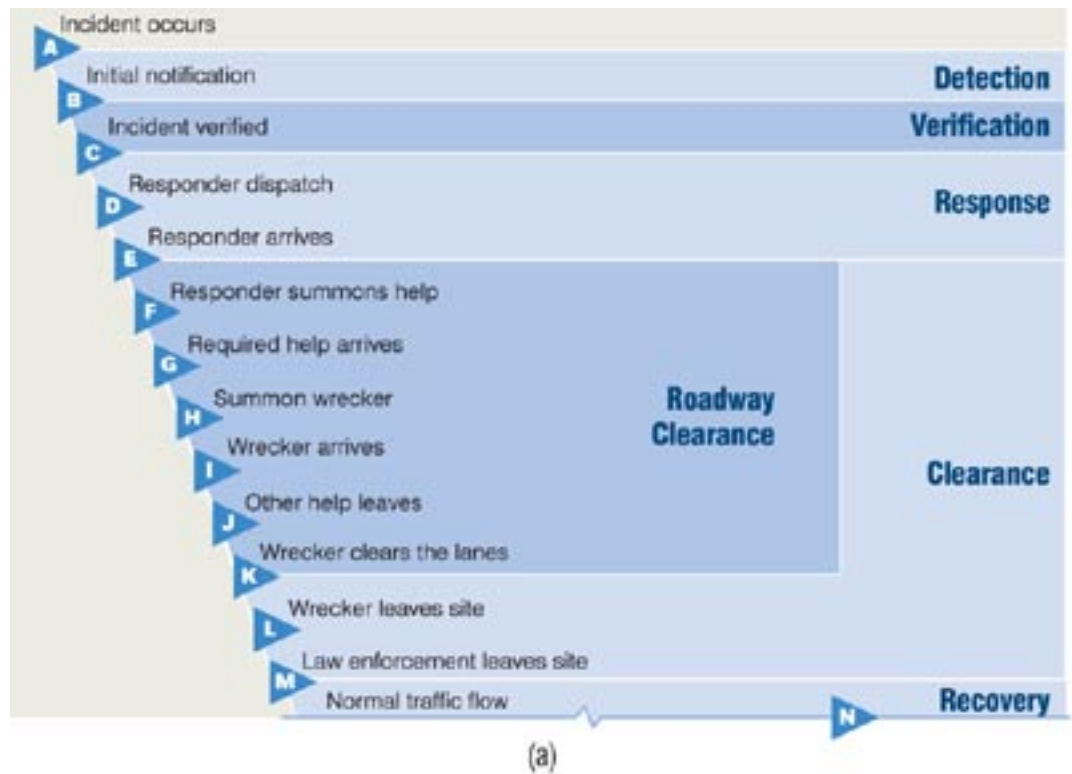 Incident occurs
A
Initial notification
Detection
B
Incident verified
Verification
C
Responder dispatch
Response
D
Responder arrives
E
Responder summons help
F
Required help arrives
G
Summon wrecker
Roadway
Clearance
H
Wrecker arrives
I
Clearance
Other help leaves
J
Wrecker clears the lanes
K
Wrecker leaves site
L
Law enforcement leaves site
M
Normal traffic flow
N
Recovery
(a)